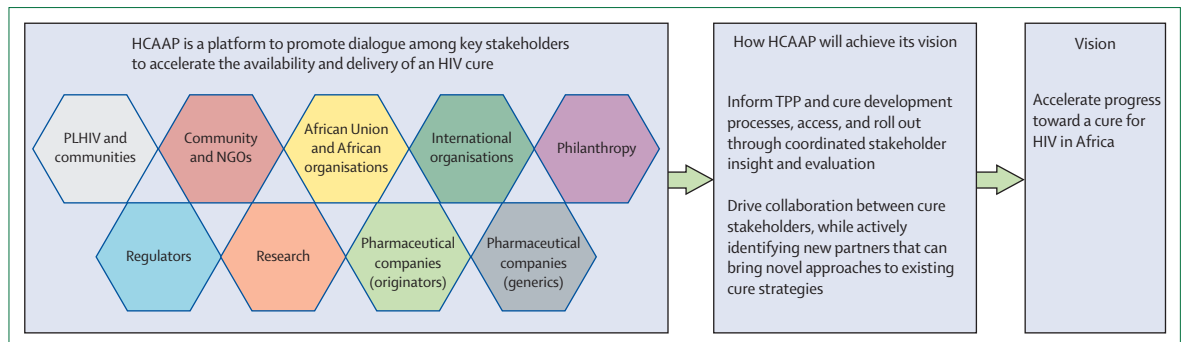 HCAAP is a platform to promote dialogue among key stakeholders
to accelerate the availability and delivery of an HIV cure
PLHIV and
communities
Community
and NGOs
African Union
and African
organisations
International
organisations
Philanthropy
Regulators
Research
Pharmaceutical
companies
(originators)
Pharmaceutical
companies
(generics)
How HCAAP will achieve its vision
Inform TPP and cure development
processes, access, and roll out
through coordinated stakeholder
insight and evaluation
Drive collaboration between cure
stakeholders, while actively
identifying new partners that can
bring novel approaches to existing
cure strategies
Vision
Accelerate progress
toward a cure for
HIV in Africa